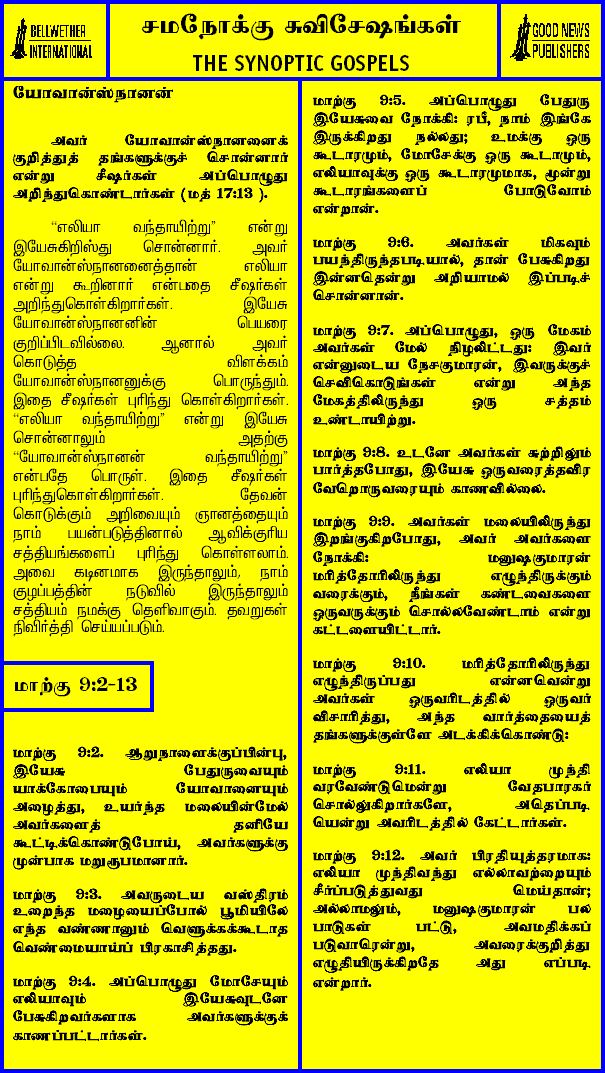 BELLWETHER
INTERNATIONAL
சமநோக்கு சுவிசேஷங்கள்
THE SYNOPTIC GOSPELS
GOOD NEWS
PUBLISHERS
யோவான்ஸ்நானன்
அவர் யோவான்ஸ்நானனைக்
குறித்துத் தங்களுக்குச் சொன்னார்
என்று சீஷர்கள் அப்பொழுது
அறிந்துகொண்டார்கள் (மத் 17:13 ).
“எலியா வந்தாயிற்று” என்று
இயேசுகிறிஸ்து சொன்னார். அவர்
யோவான்ஸ்நானனைத்தான் எலியா
என்று கூறினார் என்பதை சீஷர்கள்
அறிந்துகொள்கிறார்கள். இயேசு
யோவான்ஸ்நானனின் பெயரை
குறிப்பிடவில்லை. ஆனால் அவர்
கொடுத்த விளக்கம்
யோவான்ஸ்நானனுக்கு பொருந்தும்.
இதை சீஷர்கள் புரிந்து கொள்கிறார்கள்.
“எலியா வந்தாயிற்று” என்று இயேசு
சொன்னாலும் அதற்கு
“யோவான்ஸ்நானன் வந்தாயிற்று”
என்பதே பொருள். இதை சீஷர்கள்
புரிந்துகொள்கிறார்கள். தேவன்
கொடுக்கும் அறிவையும் ஞானத்தையும்
நாம் பயன்படுத்தினால் ஆவிக்குரிய
சத்தியங்களைப் புரிந்து கொள்ளலாம்.
அவை கடினமாக இருந்தாலும், நாம்
குழப்பத்தின் நடுவில் இருந்தாலும்
சத்தியம் நமக்கு தெளிவாகும். தவறுகள்
நிவிர்த்தி செய்யப்படும்.
மாற்கு 9:2-13
மாற்கு 9:2. ஆறுநாளைக்குப்பின்பு,
இயேசு பேதுருவையும்
யாக்கோபையும் யோவானையும்
அழைத்து, உயர்ந்த மலையின்மேல்
அவர்களைத் தனியே
கூட்டிக்கொண்டுபோய், அவர்களுக்கு
முன்பாக மறுரூபமானார்.
மாற்கு 9:3. அவருடைய வஸ்திரம்
உறைந்த மழையைப்போல் பூமியிலே
எந்த வண்ணானும் வெளுக்கக்கூடாத
வெண்மையாய்ப் பிரகாசித்தது.
மாற்கு 9:4. அப்பொழுது மோசேயும்
எலியாவும் இயேசுவுடனே
பேசுகிறவர்களாக அவர்களுக்குக்
காணப்பட்டார்கள்.
மாற்கு 9:5. அப்பொழுது பேதுரு
இயேசுவை நோக்கி: ரபீ, நாம் இங்கே
இருக்கிறது நல்லது; உமக்கு ஒரு
கூடாரமும், மோசேக்கு ஒரு கூடாமும்,
எலியாவுக்கு ஒரு கூடாரமுமாக, மூன்று
கூடாரங்களைப் போடுவோம்
என்றான்.
மாற்கு 9:6. அவர்கள் மிகவும்
பயந்திருந்தபடியால், தான் பேசுகிறது
இன்னதென்று அறியாமல் இப்படிச்
சொன்னான்.
மாற்கு 9:7. அப்பொழுது, ஒரு மேகம்
அவர்கள் மேல் நிழலிட்டது: இவர்
என்னுடைய நேசகுமாரன், இவருக்குச்
செவிகொடுங்கள் என்று அந்த
மேகத்திலிருந்து ஒரு சத்தம்
உண்டாயிற்று.
மாற்கு 9:8. உடனே அவர்கள் சுற்றிலும்
பார்த்தபோது, இயேசு ஒருவரைத்தவிர
வேறொருவரையும் காணவில்லை.
மாற்கு 9:9. அவர்கள் மலையிலிருந்து
இறங்குகிறபோது, அவர் அவர்களை
நோக்கி: மனுஷகுமாரன்
மரித்தோரிலிருந்து எழுந்திருக்கும்
வரைக்கும், நீங்கள் கண்டவைகளை
ஒருவருக்கும் சொல்லவேண்டாம் என்று
கட்டளையிட்டார்.
மாற்கு 9:10. மரித்தோரிலிருந்து
எழுந்திருப்பது என்னவென்று
அவர்கள் ஒருவரிடத்தில் ஒருவர்
விசாரித்து, அந்த வார்த்தையைத்
தங்களுக்குள்ளே அடக்கிக்கொண்டு:
மாற்கு 9:11. எலியா முந்தி
வரவேண்டுமென்று வேதபாரகர்
சொல்லுகிறார்களே, அதெப்படி
யென்று அவரிடத்தில் கேட்டார்கள்.
மாற்கு 9:12. அவர் பிரதியுத்தரமாக:
எலியா முந்திவந்து எல்லாவற்றையும்
சீர்ப்படுத்துவது மெய்தான்;
அல்லாமலும், மனுஷகுமாரன் பல
பாடுகள் பட்டு, அவமதிக்கப்
படுவாரென்று, அவரைக்குறித்து
எழுதியிருக்கிறதே அது எப்படி
என்றார்.